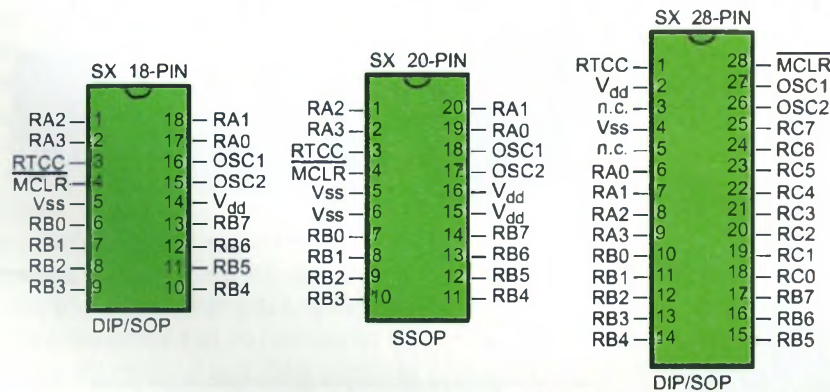 SX 18-PIN
RA2 1 18 RA1
RA3 2 17 RA0
RTCC 3 16 OSC1
MCLR 4 15 OSC2
Vss 5 14 Vdd
RB0 6 13 RB7
RB1 7 12 RB6
RB2 8 11 RB5
RB3 9 10 RB4
DIP/SOP
SX 20-PIN
RA2 1 20 RA1
RA3 2 19 RA0
RTCC 3 18 OSC1
MCLR 4 17 OSC2
Vss 5 16 Vdd
Vss 6 15 Vdd
RB0 7 14 RB7
RB1 8 13 RB6
RB2 9 12 RB5
RB3 10 11 RB4
SSOP
SX 28-PIN
RTCC 1 28 MCLR
Vdd 2 27 OSC1
n.c. 3 26 OSC2
Vss 4 25 RC7
n.c. 5 24 RC6
RA0 6 23 RC5
RA1 7 22 RC4
RA2 8 21 RC3
RA3 9 20 RC2
RB0 10 19 RC1
RB1 11 18 RC0
RB2 12 17 RB7
RB3 13 16 RB6
RB4 14 15 RB5
DIP/SOP